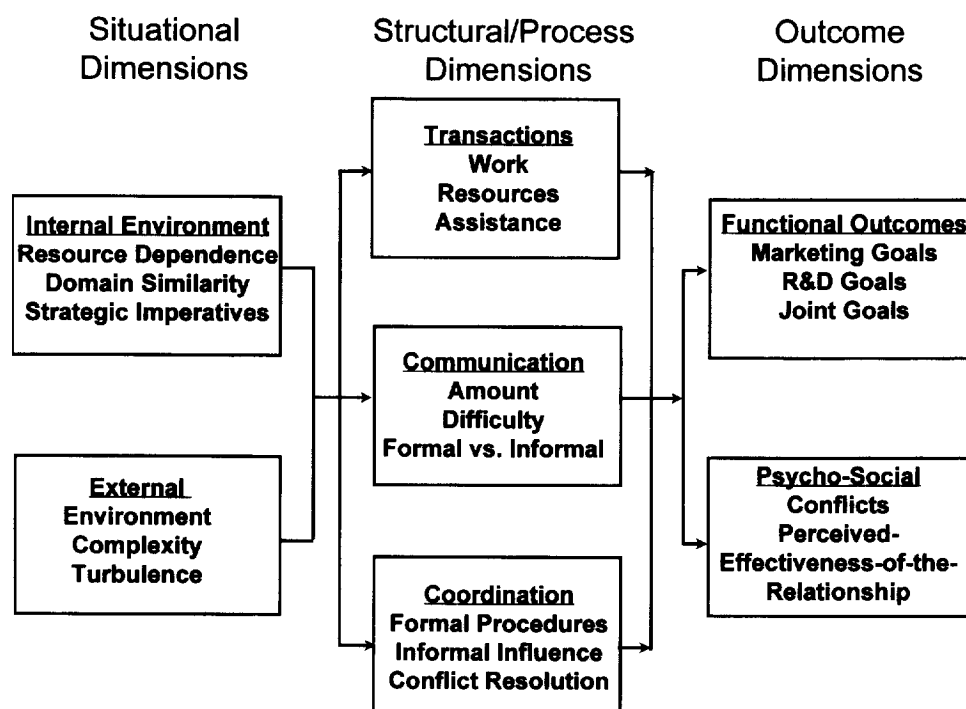 Situational
Dimensions
Structural/Process
Dimensions
Outcome
Dimensions
Internal Environment
Resource Dependence
Domain Similarity
Strategic Imperatives
External
Environment
Complexity
Turbulence
Transactions
Work
Resources
Assistance
Communication
Amount
Difficulty
Formal vs. Informal
Coordination
Formal Procedures
Informal Influence
Conflict Resolution
Functional Outcomes
Marketing Goals
R&D Goals
Joint Goals
Psycho-Social
Conflicts
Perceived-
Effectiveness-of-the-
Relationship